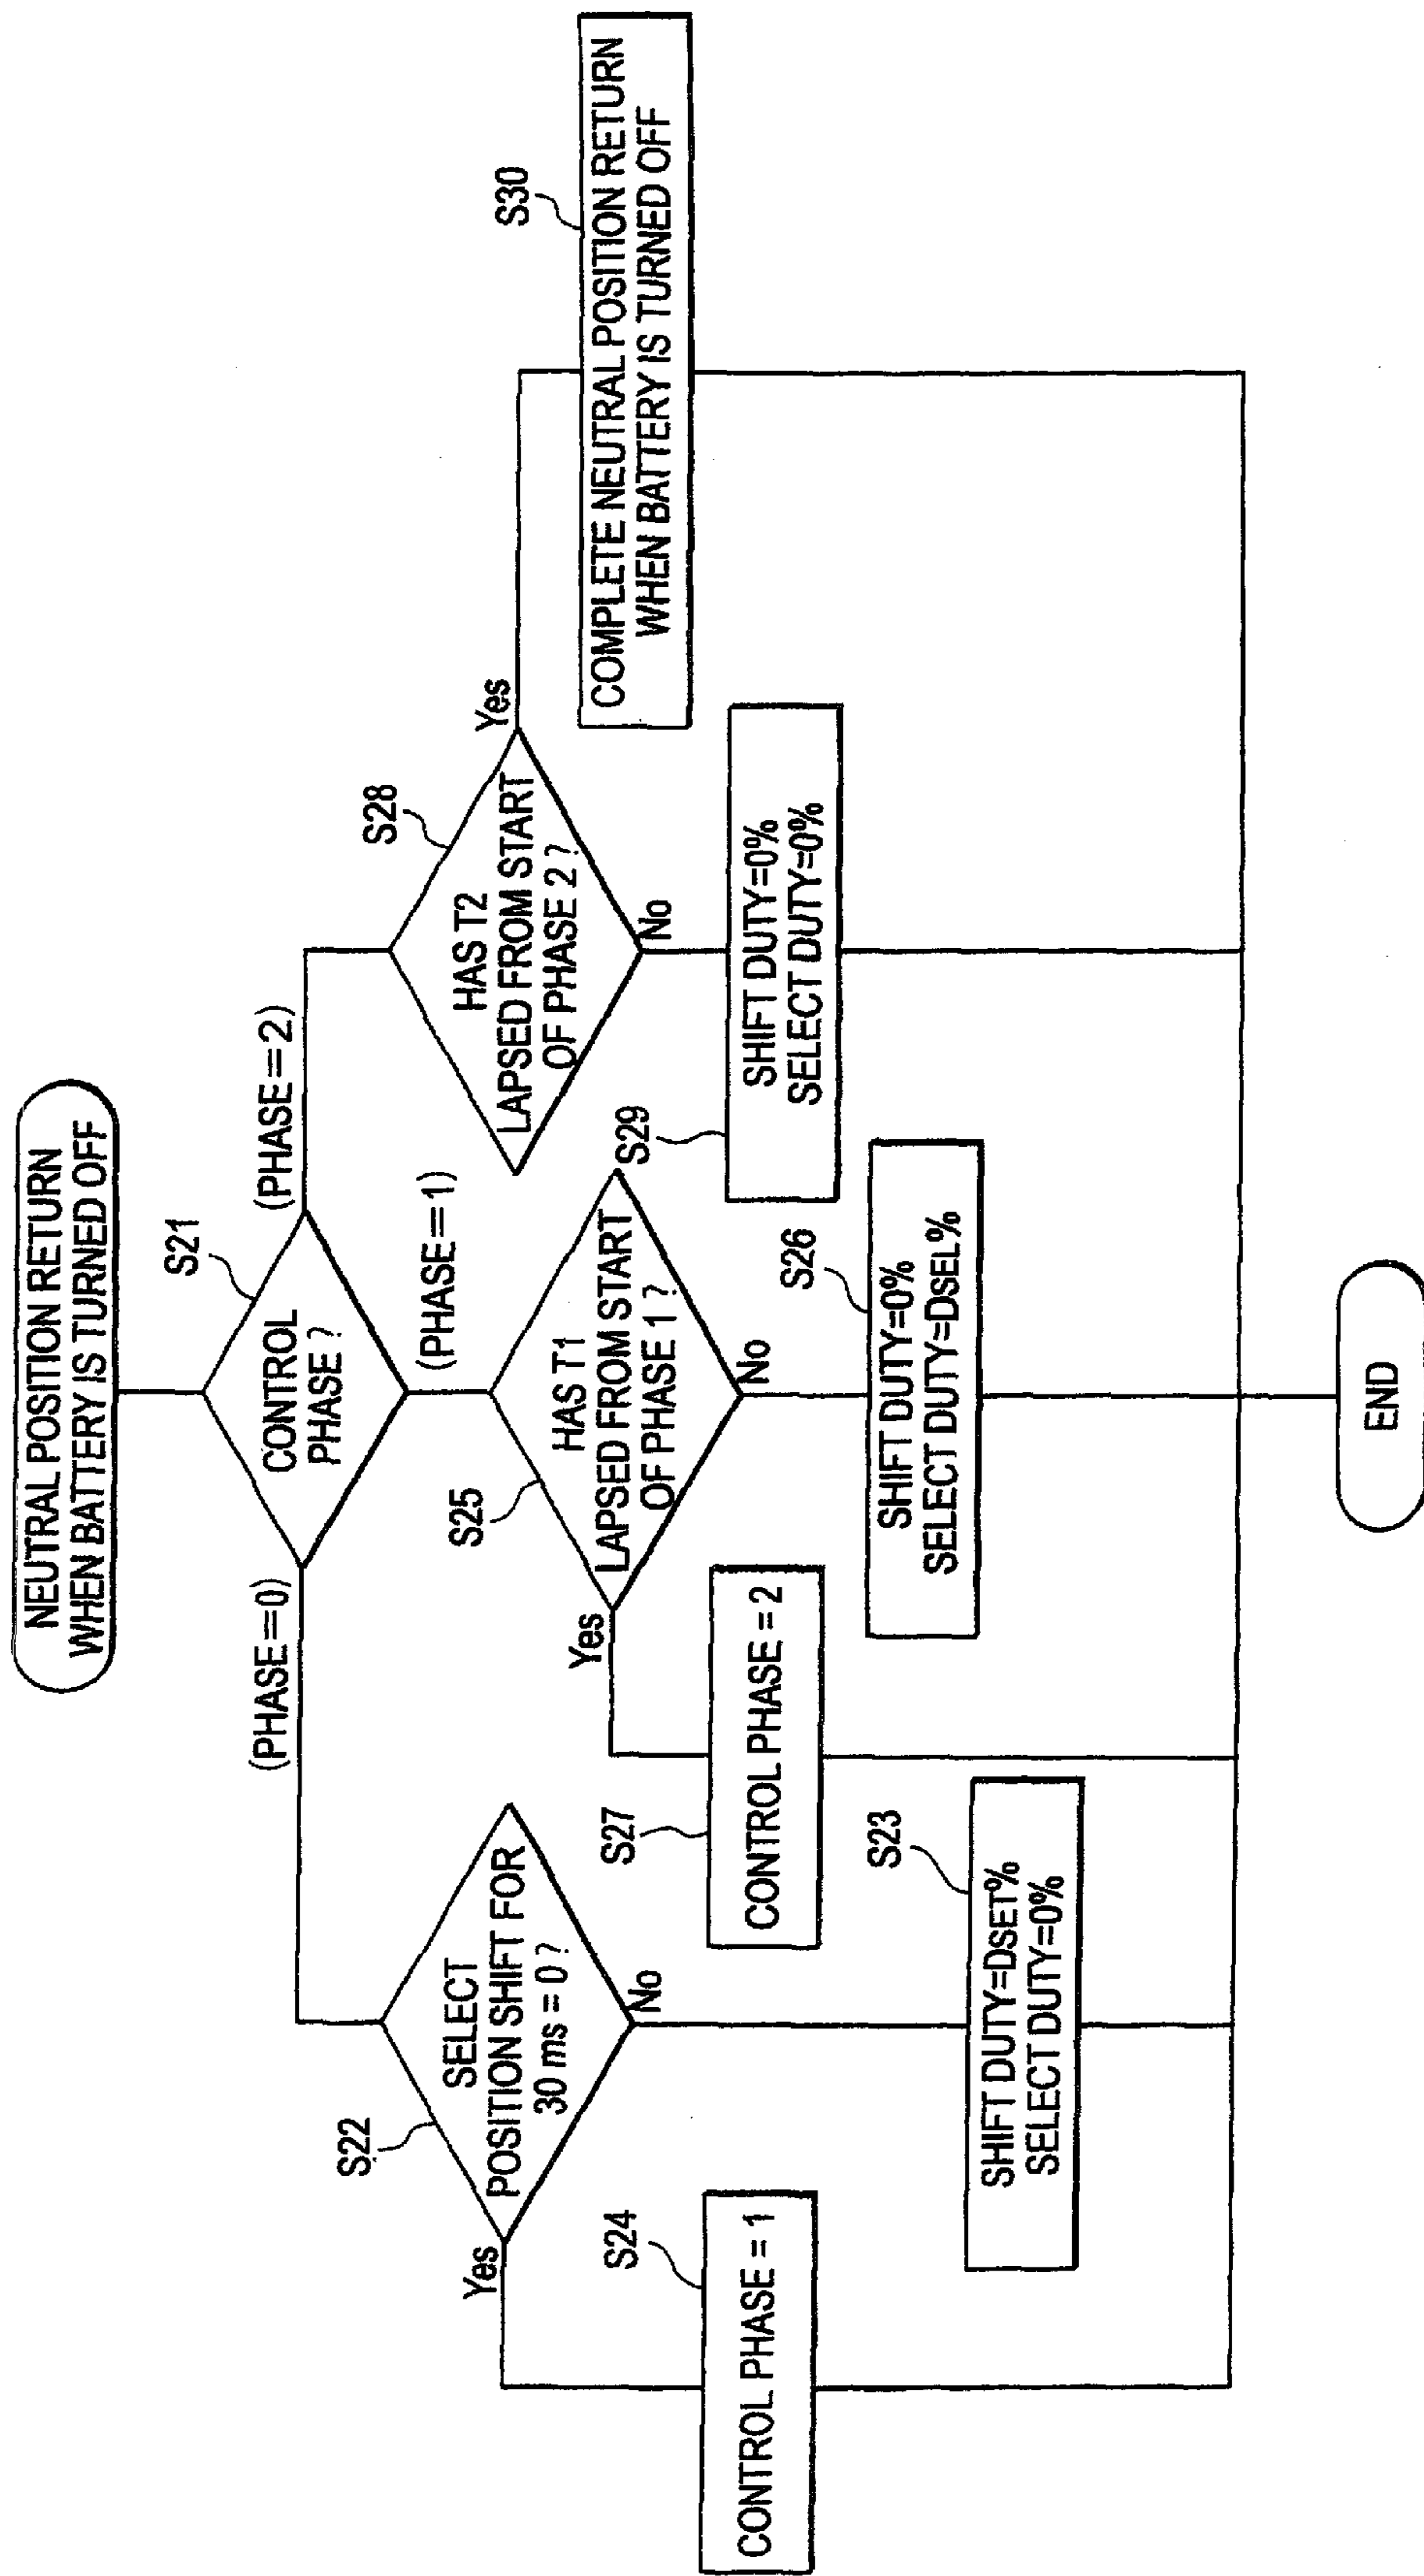 NEUTRAL POSITION RETURN
WHEN BATTERY IS TURNED OFF
S21
CONTROL
PHASE ?
(PHASE==0)
(PHASE==1)
(PHASE==2)
S22
SELECT
POSITION SHIFT FOR
30 ms = 0 ?
Yes
No
S24
CONTROL PHASE = 1
S23
SHIFT DUTY=DSET%
SELECT DUTY=0%
S25
HAS T1
LAPSED FROM START
OF PHASE 1 ?
Yes
No
S27
CONTROL PHASE = 2
S26
SHIFT DUTY=0%
SELECT DUTY=DSEL%
S28
HAS T2
LAPSED FROM START
OF PHASE 2 ?
Yes
No
S29
SHIFT DUTY=0%
SELECT DUTY=0%
S30
COMPLETE NEUTRAL POSITION RETURN
WHEN BATTERY IS TURNED OFF
END